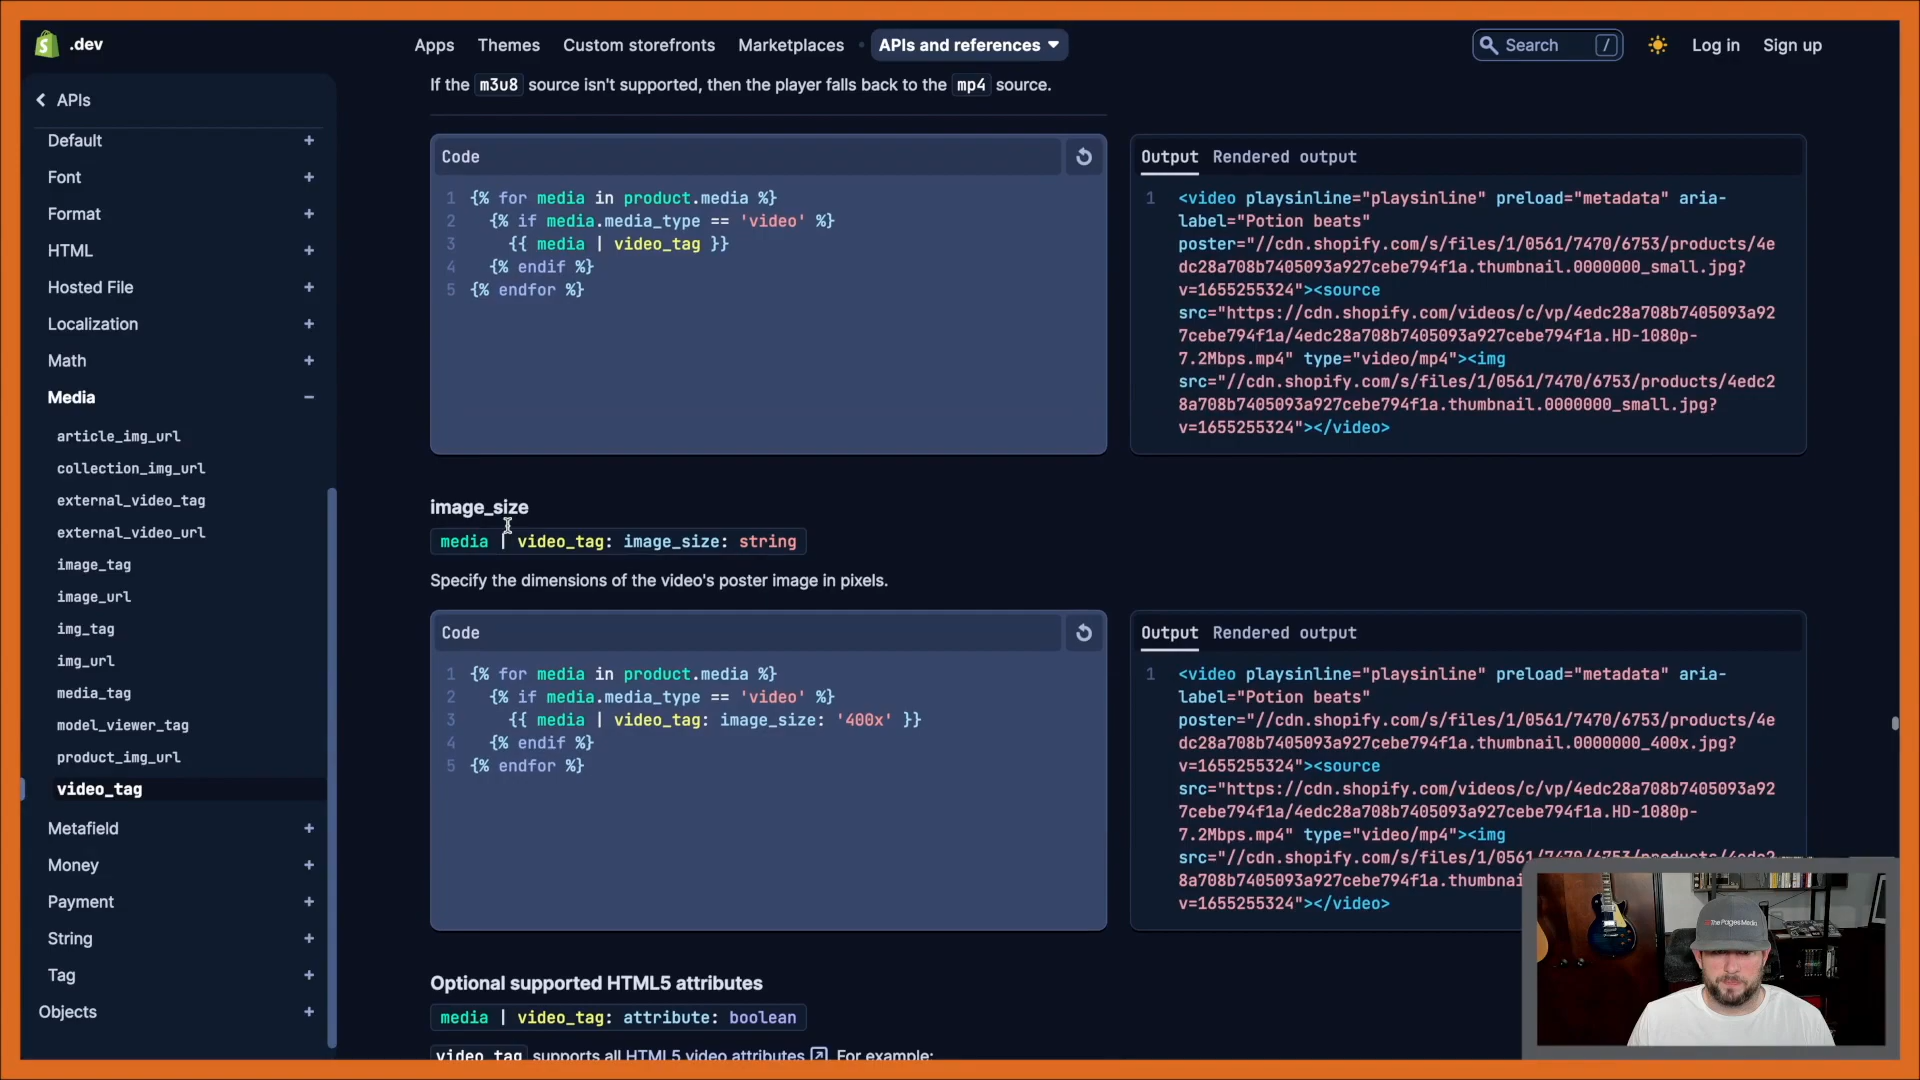 .dev
Apps Themes Custom storefronts Marketplaces • APIs and references
Search /
Log in Sign up
APIs
Default +
Font +
Format +
HTML +
Hosted File +
Localization +
Math +
Media −
article_img_url
collection_img_url
external_video_tag
external_video_url
image_tag
image_url
img_tag
img_url
media_tag
model_viewer_tag
product_img_url
video_tag
Metafield +
Money +
Payment +
String +
Tag +
Objects +
If the m3u8 source isn't supported, then the player falls back to the mp4 source.
Code
1 {% for media in product.media %}
2 {% if media.media_type == 'video' %}
3 {{ media | video_tag }}
4 {% endif %}
5 {% endfor %}
Output Rendered output
1 <video playsinline="playsinline" preload="metadata" aria-
label="Potion beats"
poster="//cdn.shopify.com/s/files/1/0561/7470/6753/products/4e
dc28a708b7405093a927cebe794f1a.thumbnail.0000000_small.jpg?
v=1655255324"><source
src="https://cdn.shopify.com/videos/c/vp/4edc28a708b7405093a92
7cebe794f1a/4edc28a708b7405093a927cebe794f1a.HD-1080p-
7.2Mbps.mp4" type="video/mp4"><img
src="//cdn.shopify.com/s/files/1/0561/7470/6753/products/4edc2
8a708b7405093a927cebe794f1a.thumbnail.0000000_small.jpg?
v=1655255324"></video>
image_size
media | video_tag: image_size: string
Specify the dimensions of the video's poster image in pixels.
Code
1 {% for media in product.media %}
2 {% if media.media_type == 'video' %}
3 {{ media | video_tag: image_size: '400x' }}
4 {% endif %}
5 {% endfor %}
Output Rendered output
1 <video playsinline="playsinline" preload="metadata" aria-
label="Potion beats"
poster="//cdn.shopify.com/s/files/1/0561/7470/6753/products/4e
dc28a708b7405093a927cebe794f1a.thumbnail.0000000_400x.jpg?
v=1655255324"><source
src="https://cdn.shopify.com/videos/c/vp/4edc28a708b7405093a92
7cebe794f1a/4edc28a708b7405093a927cebe794f1a.HD-1080p-
7.2Mbps.mp4" type="video/mp4"><img
src="//cdn.shopify.com/s/files/1/0561/7470/6753/products/4edc2
8a708b7405093a927cebe794f1a.thumbnai
v=1655255324"></video>
Optional supported HTML5 attributes
media | video_tag: attribute: boolean
video_tag supports all HTML5 video attributes. For example:
The Pages Media